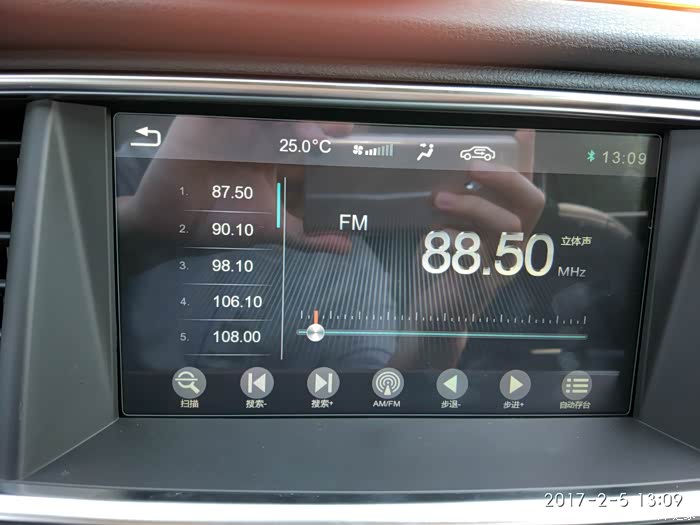 25.0°C
13:09
1. 87.50
2. 90.10
3. 98.10
4. 106.10
5. 108.00
FM
88.50
立体声
MHz
扫描
搜索-
搜索+
AM/FM
步退-
步进+
自动存台
2017-2-5 13:09